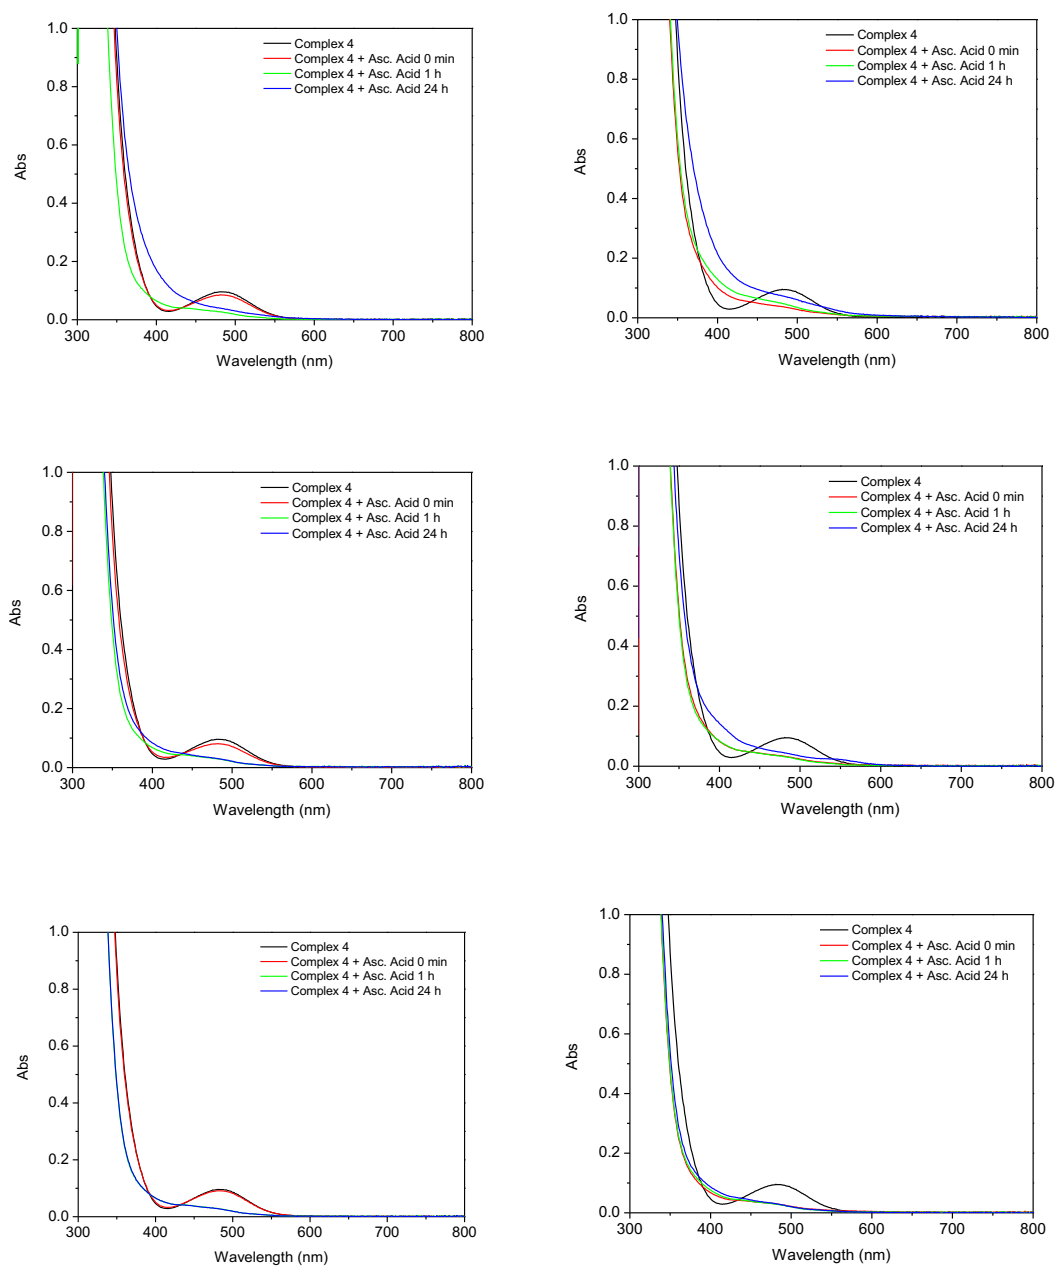 1.0
0.8
0.6
0.4
0.2
0.0
Abs
Complex 4
Complex 4 + Asc. Acid 0 min
Complex 4 + Asc. Acid 1 h
Complex 4 + Asc. Acid 24 h
300 400 500 600 700 800
Wavelength (nm)
1.0
0.8
0.6
0.4
0.2
0.0
Abs
Complex 4
Complex 4 + Asc. Acid 0 min
Complex 4 + Asc. Acid 1 h
Complex 4 + Asc. Acid 24 h
300 400 500 600 700 800
Wavelength (nm)
1.0
0.8
0.6
0.4
0.2
0.0
Abs
Complex 4
Complex 4 + Asc. Acid 0 min
Complex 4 + Asc. Acid 1 h
Complex 4 + Asc. Acid 24 h
300 400 500 600 700 800
Wavelength (nm)
1.0
0.8
0.6
0.4
0.2
0.0
Abs
Complex 4
Complex 4 + Asc. Acid 0 min
Complex 4 + Asc. Acid 1 h
Complex 4 + Asc. Acid 24 h
300 400 500 600 700 800
Wavelength (nm)
1.0
0.8
0.6
0.4
0.2
0.0
Abs
Complex 4
Complex 4 + Asc. Acid 0 min
Complex 4 + Asc. Acid 1 h
Complex 4 + Asc. Acid 24 h
300 400 500 600 700 800
Wavelength (nm)
1.0
0.8
0.6
0.4
0.2
0.0
Abs
Complex 4
Complex 4 + Asc. Acid 0 min
Complex 4 + Asc. Acid 1 h
Complex 4 + Asc. Acid 24 h
300 400 500 600 700 800
Wavelength (nm)